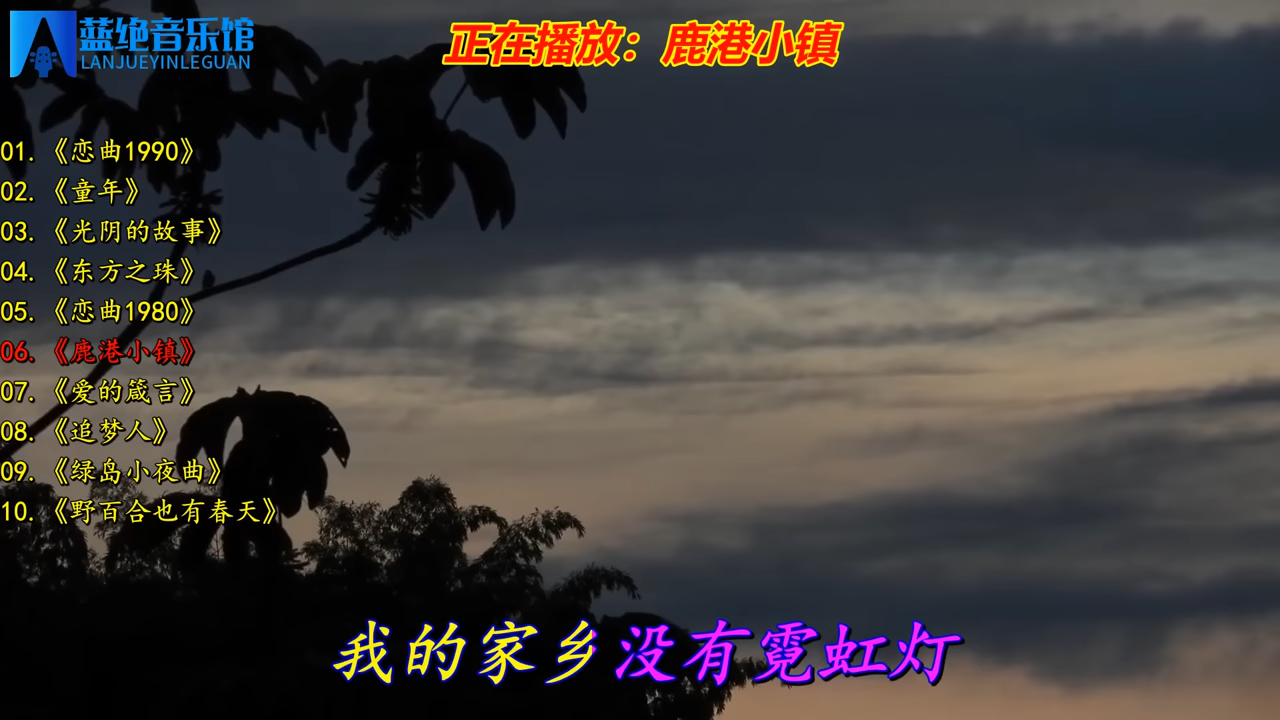 蓝绝音乐馆
LANJUEYINLEGUAN
正在播放：鹿港小镇
01.《恋曲1990》
02.《童年》
03.《光阴的故事》
04.《东方之珠》
05.《恋曲1980》
06.《鹿港小镇》
07.《爱的箴言》
08.《追梦人》
09.《绿岛小夜曲》
10.《野百合也有春天》
我的家乡没有霓虹灯